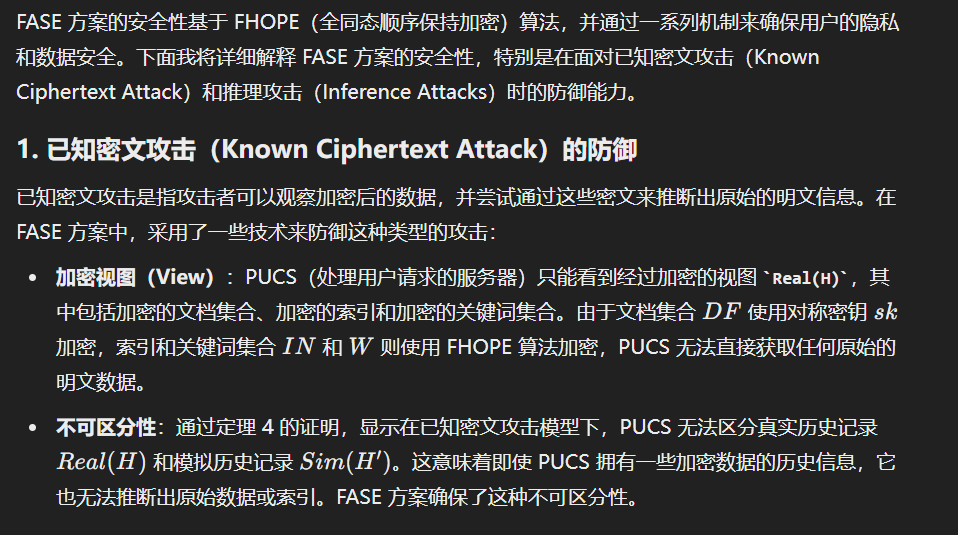 FASE 方案的安全性基于 FHOPE（全同态顺序保持加密）算法，并通过一系列机制来确保用户的隐私
和数据安全。下面我将详细解释 FASE 方案的安全性，特别是在面对已知密文攻击（Known
Ciphertext Attack）和推理攻击（Inference Attacks）时的防御能力。
1. 已知密文攻击（Known Ciphertext Attack）的防御
已知密文攻击是指攻击者可以观察加密后的数据，并尝试通过这些密文来推断出原始的明文信息。在
FASE 方案中，采用了一些技术来防御这种类型的攻击：
• 加密视图（View）：PUCS（处理用户请求的服务器）只能看到经过加密的视图 `Real(H)`，其
中包括加密的文档集合、加密的索引和加密的关键词集合。由于文档集合 DF 使用对称密钥 sk
加密，索引和关键词集合 IN 和 W 则使用 FHOPE 算法加密，PUCS 无法直接获取任何原始的
明文数据。
• 不可区分性：通过定理 4 的证明，显示在已知密文攻击模型下，PUCS 无法区分真实历史记录
Real(H) 和模拟历史记录 Sim(H′)。这意味着即使 PUCS 拥有一些加密数据的历史信息，它
也无法推断出原始数据或索引。FASE 方案确保了这种不可区分性。